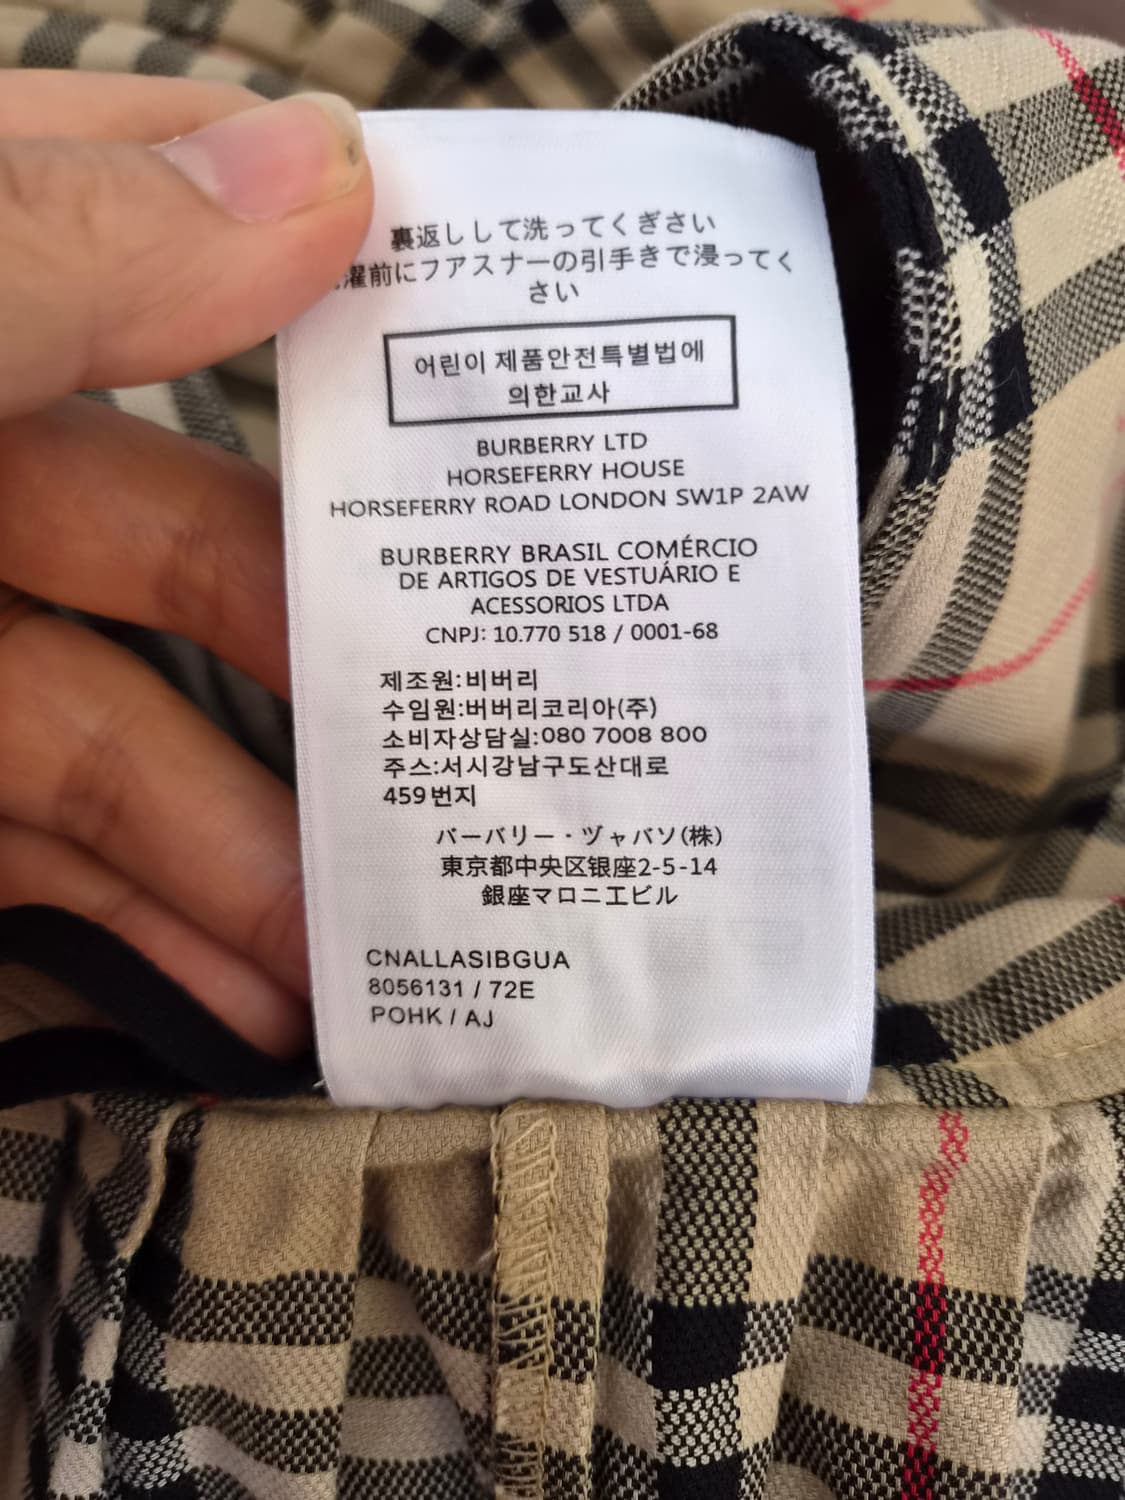 裏返しして洗ってくぎさい
濯前にフアスナーの引手きで浸ってく
さい
어린이 제품안전특별법에
의한교사
BURBERRY LTD
HORSEFERRY HOUSE
HORSEFERRY ROAD LONDON SW1P 2AW
BURBERRY BRASIL COMÉRCIO
DE ARTIGOS DE VESTUÁRIO E
ACESSORIOS LTDA
CNPJ: 10.770 518 / 0001-68
제조원:비버리
수임원:버버리코리아(주)
소비자상담실:080 7008 800
주스:서시강남구도산대로
459번지
バーバリー・ヅャバソ(株)
東京都中央区银座2-5-14
銀座マロニエビル
CNALLASIBGUA
8056131 / 72E
POHK / AJ